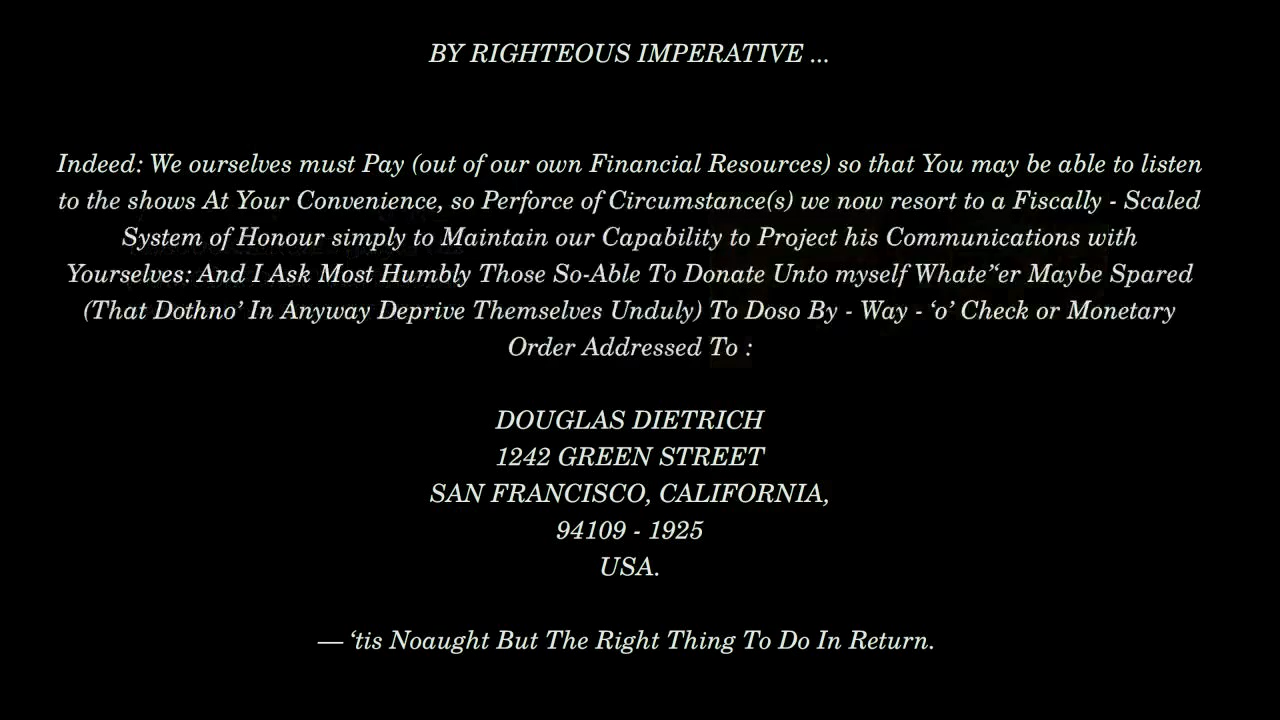 BY RIGHTEOUS IMPERATIVE ...
Indeed: We ourselves must Pay (out of our own Financial Resources) so that You may be able to listen
to the shows At Your Convenience, so Perforce of Circumstance(s) we now resort to a Fiscally - Scaled
System of Honour simply to Maintain our Capability to Project his Communications with
Yourselves: And I Ask Most Humbly Those So-Able To Donate Unto myself Whate”er Maybe Spared
(That Dothno’ In Anyway Deprive Themselves Unduly) To Doso By - Way - ‘o’ Check or Monetary
Order Addressed To :
DOUGLAS DIETRICH
1242 GREEN STREET
SAN FRANCISCO, CALIFORNIA,
94109 - 1925
USA.
— ‘tis Noaught But The Right Thing To Do In Return.